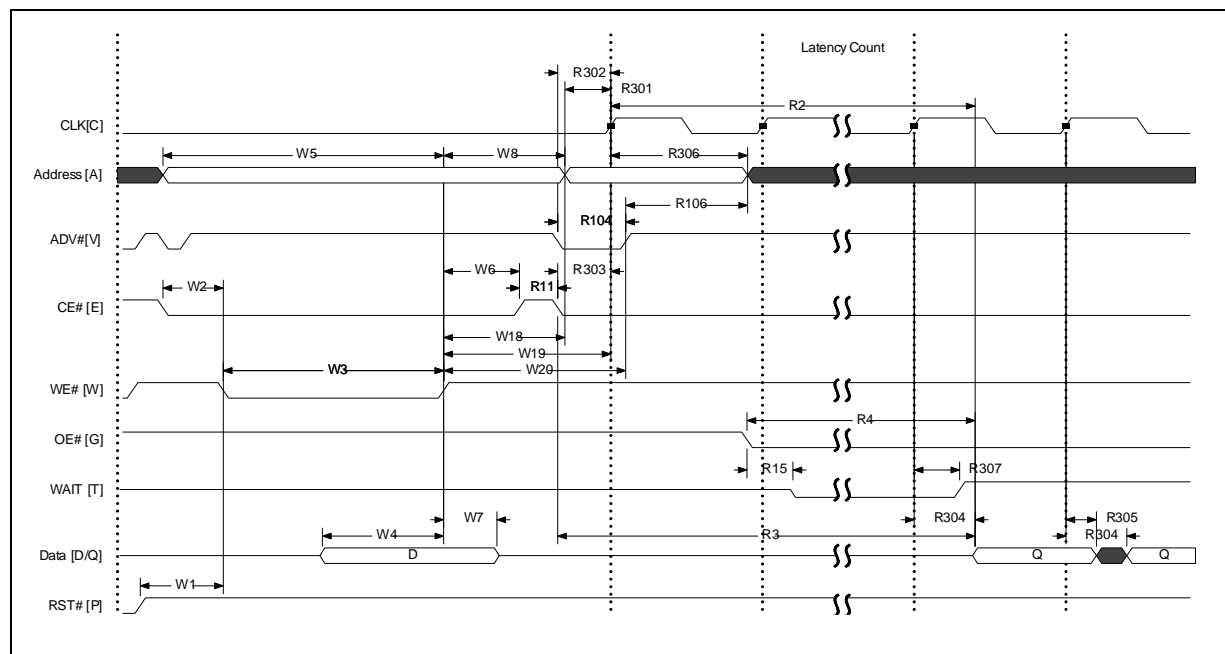 Latency Count
R302
R301
R2
CLK[C]
W5 W8 R306
Address [A]
R106
R104
ADV#[V]
W6 R303
W2 R11
CE# [E]
W18
W19
W3 W20
WE# [W]
R4
OE# [G]
R15 R307
WAIT [T]
W7 R304 R305
W4 R3 R304
Data [D/Q] D Q Q
W1
RST# [P]